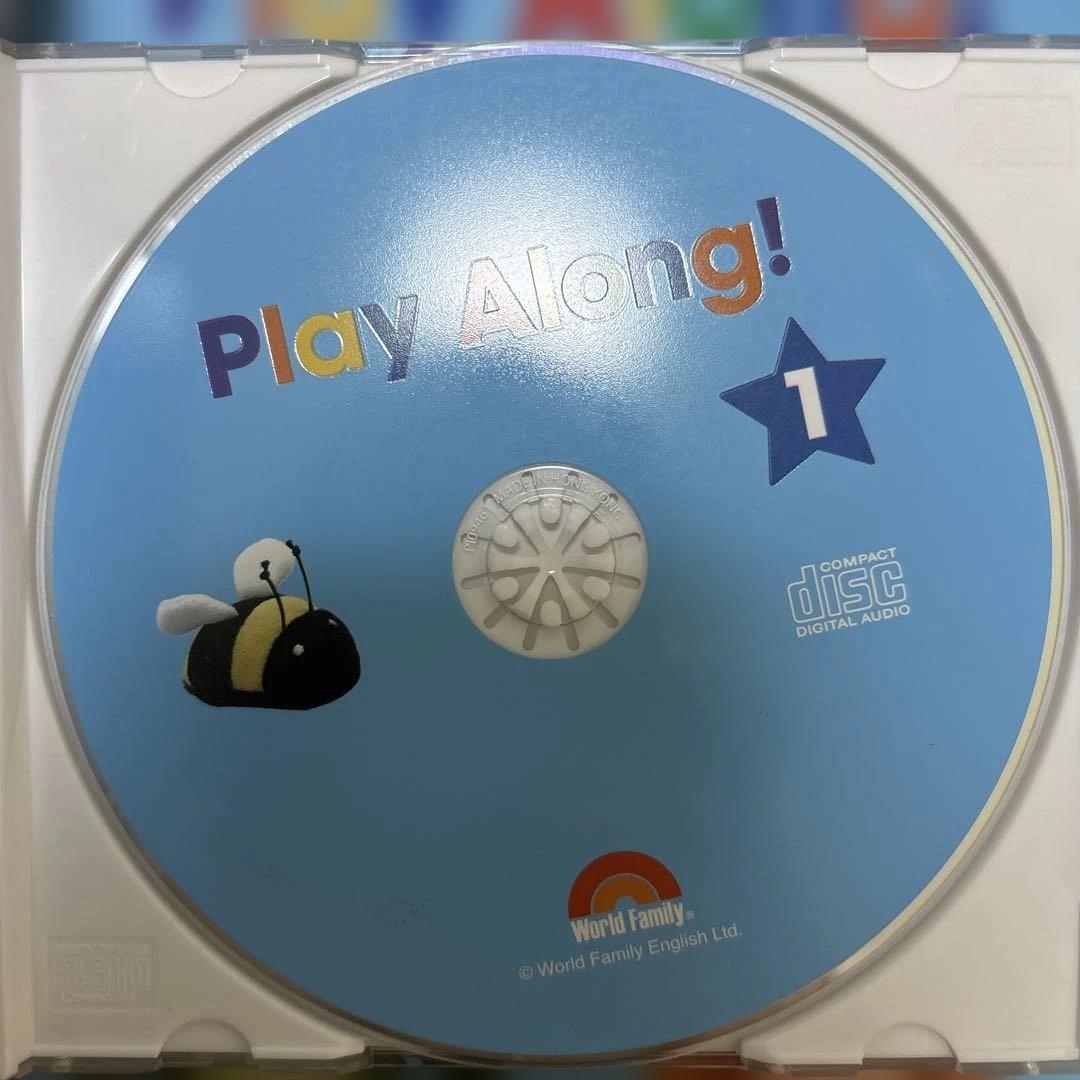 Play Along!
1
MADE IN HONG KONG
COMPACT
disc
DIGITAL AUDIO
World Family®
© World Family English Ltd.